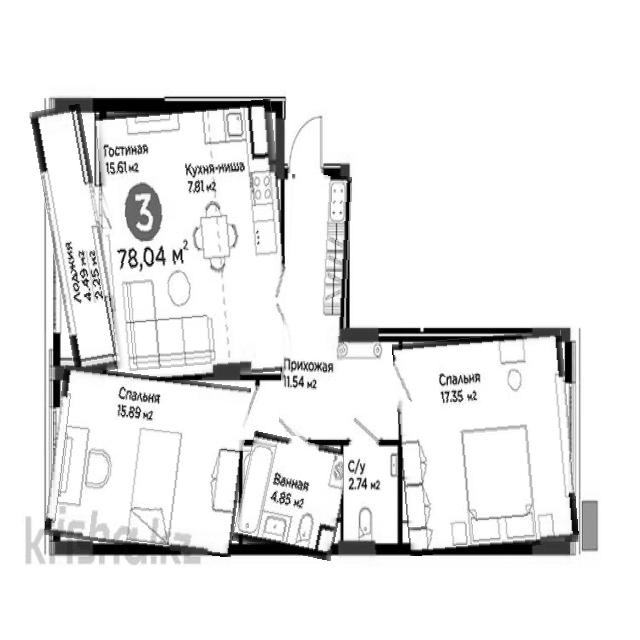 Гостиная
15.61 м2
Кухня-ниша
7.81 м2
3
78,04 м2
Лоджия
4.49 м2
2.25 м2
Прихожая
11.54 м2
Спальня
15.89 м2
Спальня
17.35 м2
Ванная
4.85 м2
С/у
2.74 м2
krisha.kz